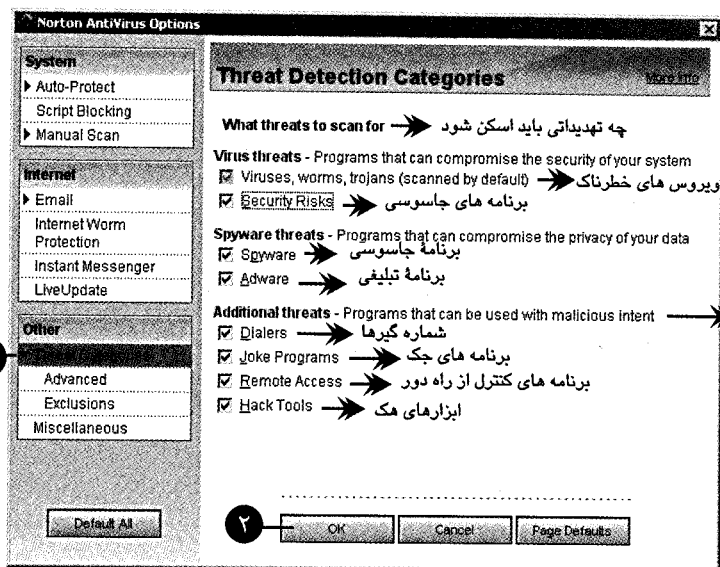 Norton AntiVirus Options
System
Auto-Protect
Script Blocking
Manual Scan
Internet
Email
Internet Worm
Protection
Instant Messenger
LiveUpdate
Other
Advanced
Exclusions
Miscellaneous
Default All
Threat Detection Categories
More Info
What threats to scan for چه تهدیداتی باید اسکن شود
Virus threats - Programs that can compromise the security of your system
Viruses, worms, trojans (scanned by default) ویروس های خطرناک
Security Risks برنامه های جاسوسی
Spyware threats - Programs that can compromise the privacy of your data
Spyware برنامهٔ جاسوسی
Adware برنامهٔ تبلیغی
Additional threats - Programs that can be used with malicious intent
Dialers شماره گیرها
Joke Programs برنامه های جک
Remote Access برنامه های کنترل از راه دور
Hack Tools ابزارهای هک
۲
OK
Cancel
Page Defaults